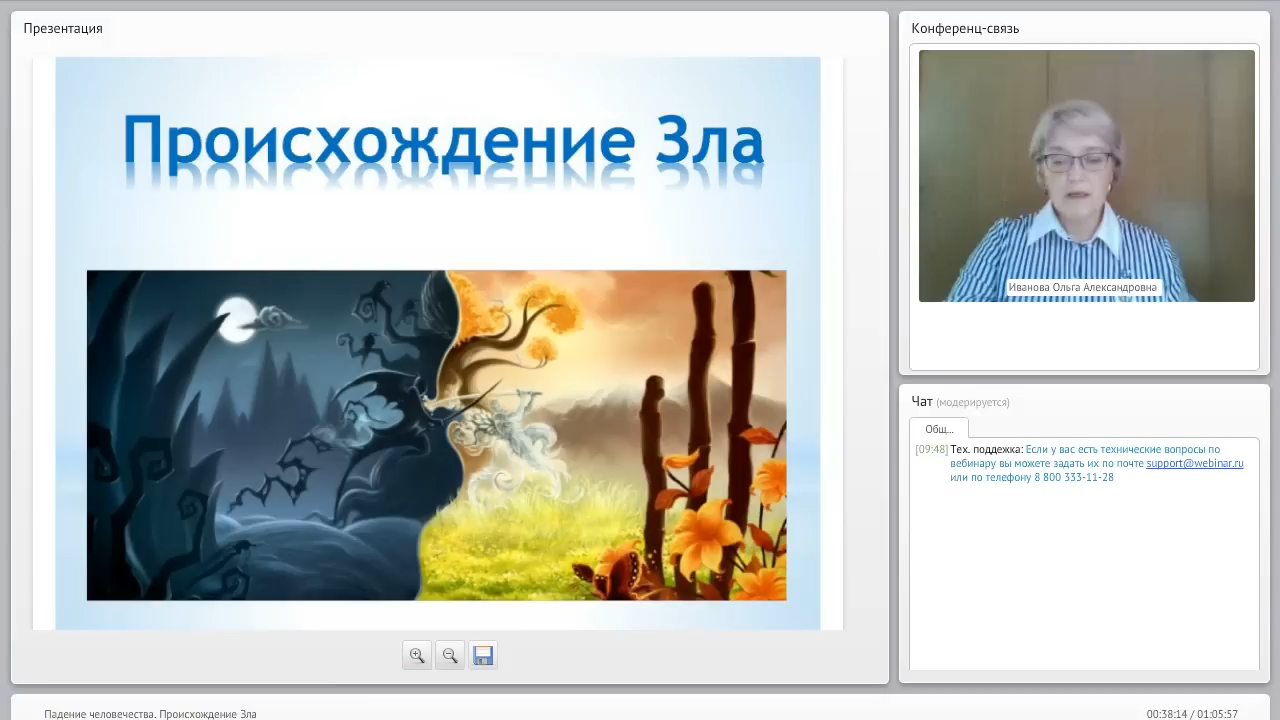 Презентация
Происхождение Зла
Конференц-связь
Иванова Ольга Александровна
Чат (модерируется)
Общ...
[09:48] Тех. поддежка: Если у вас есть технические вопросы по
вебинару вы можете задать их по почте support@webinar.ru
или по телефону 8 800 333-11-28
Падение человечества. Происхождение Зла
00:38:14 / 01:05:57